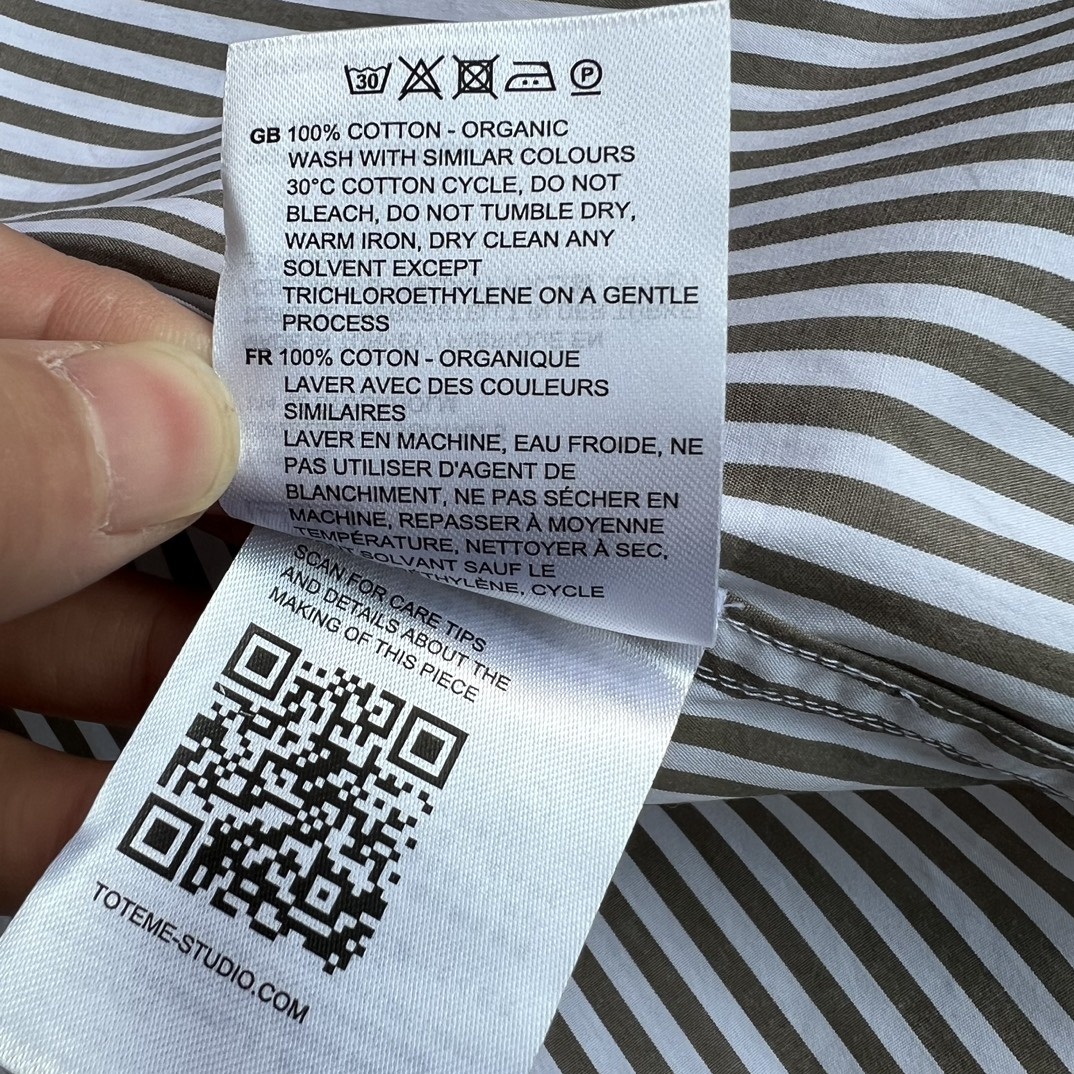 30
P
GB 100% COTTON - ORGANIC
WASH WITH SIMILAR COLOURS
30°C COTTON CYCLE, DO NOT
BLEACH, DO NOT TUMBLE DRY,
WARM IRON, DRY CLEAN ANY
SOLVENT EXCEPT
TRICHLOROETHYLENE ON A GENTLE
PROCESS
FR 100% COTON - ORGANIQUE
LAVER AVEC DES COULEURS
SIMILAIRES
LAVER EN MACHINE, EAU FROIDE, NE
PAS UTILISER D'AGENT DE
BLANCHIMENT, NE PAS SÉCHER EN
MACHINE, REPASSER À MOYENNE
TEMPÉRATURE, NETTOYER À SEC,
SOLVANT SAUF LE
CYCLE
SCAN FOR CARE TIPS
AND DETAILS ABOUT THE
MAKING OF THIS PIECE
TOTEME-STUDIO.COM